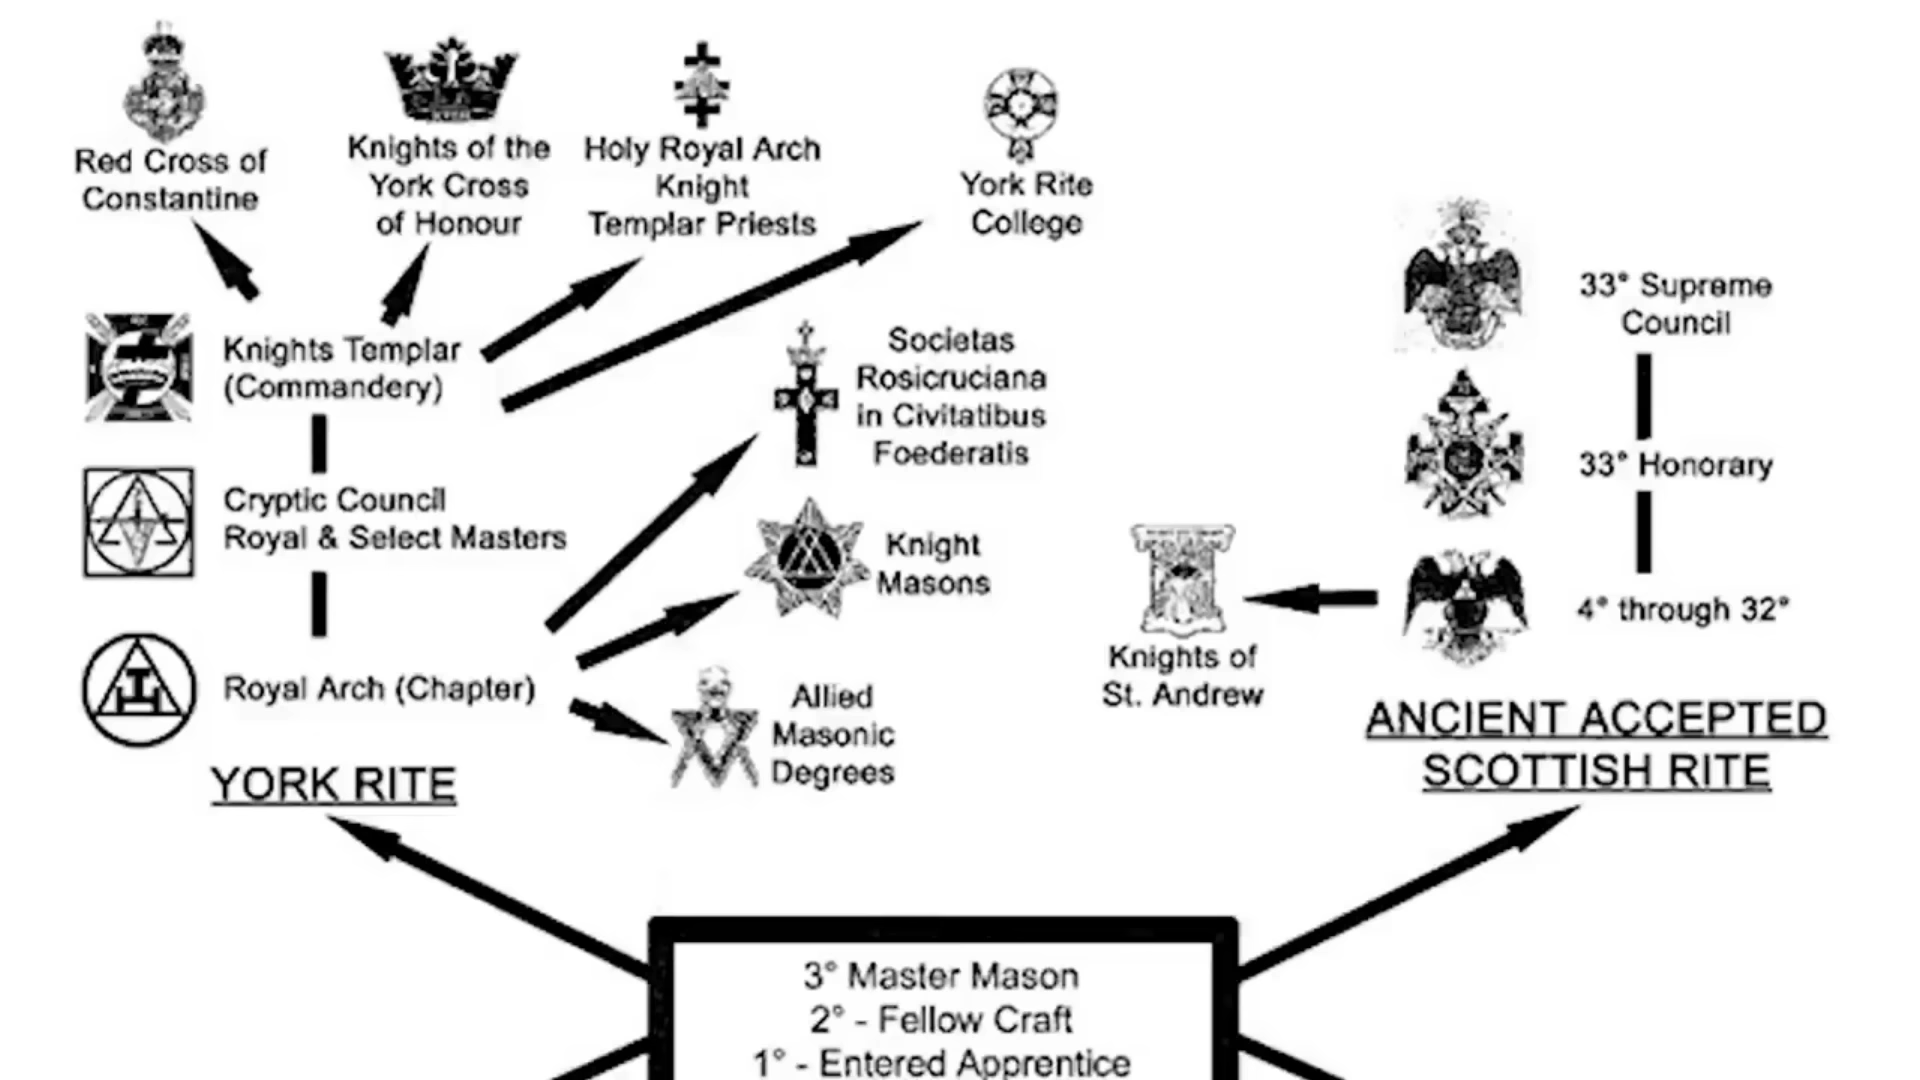 Red Cross of
Constantine
Knights of the
York Cross
of Honour
Holy Royal Arch
Knight
Templar Priests
York Rite
College
33° Supreme
Council
Knights Templar
(Commandery)
Societas
Rosicruciana
in Civitatibus
Foederatis
33° Honorary
Cryptic Council
Royal & Select Masters
Knight
Masons
4° through 32°
Knights of
St. Andrew
Royal Arch (Chapter)
Allied
Masonic
Degrees
YORK RITE
ANCIENT ACCEPTED
SCOTTISH RITE
3° Master Mason
2° - Fellow Craft
1° - Entered Apprentice